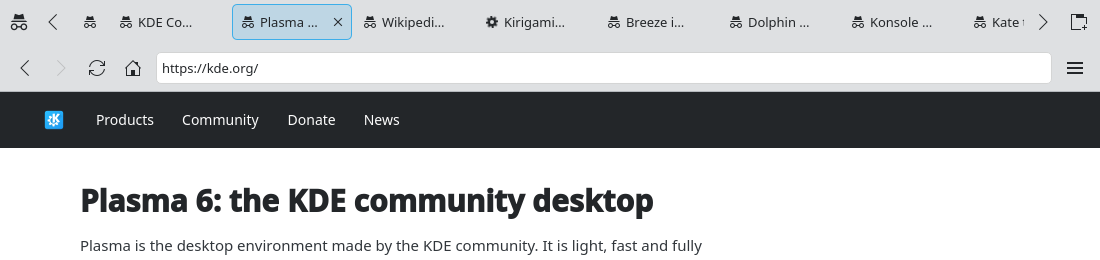 KDE Co... Plasma ... Wikipedi... Kirigami... Breeze i... Dolphin ... Konsole ... Kate
https://kde.org/
Products Community Donate News
Plasma 6: the KDE community desktop
Plasma is the desktop environment made by the KDE community. It is light, fast and fully